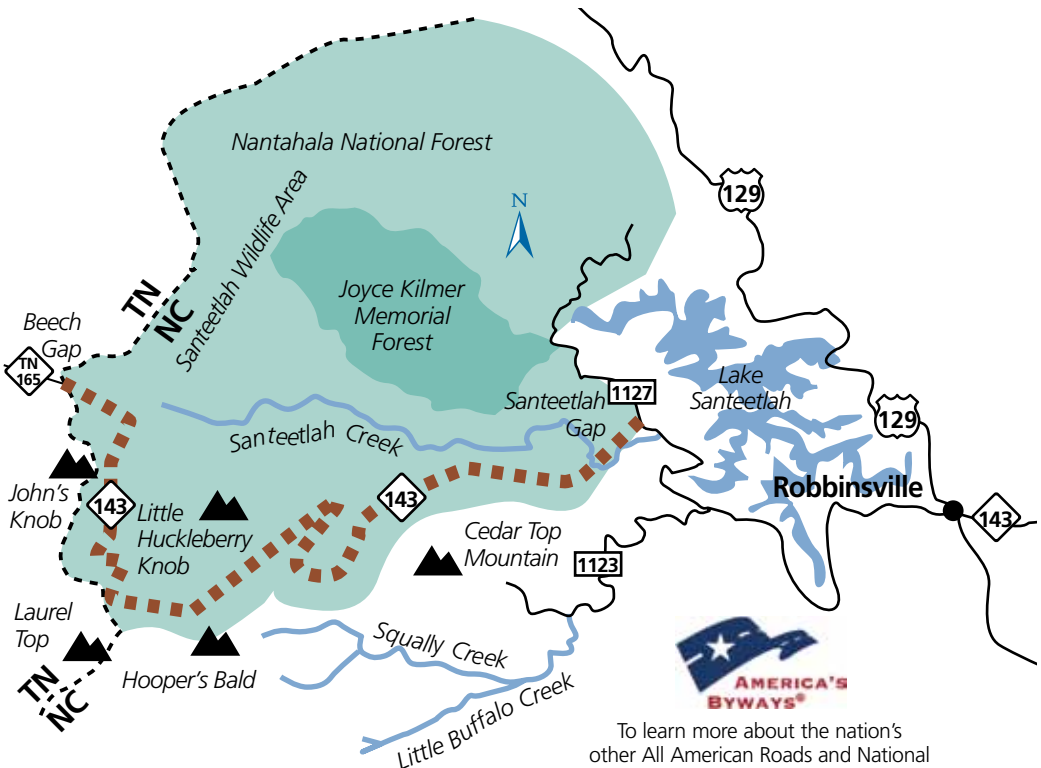 Nantahala National Forest
129
N
Santeetlah Wildlife Area
TN
NC
Joyce Kilmer
Memorial
Forest
Beech
Gap
TN
165
1127
Lake
Santeetlah
Santeetlah
Gap
129
Santeetlah Creek
John's
Knob
143
Little
Huckleberry
Knob
143
Robbinsville
143
Cedar Top
Mountain
1123
Laurel
Top
Hooper's Bald
Squally Creek
Little Buffalo Creek
TN
NC
AMERICA'S
BYWAYS®
To learn more about the nation's
other All American Roads and National